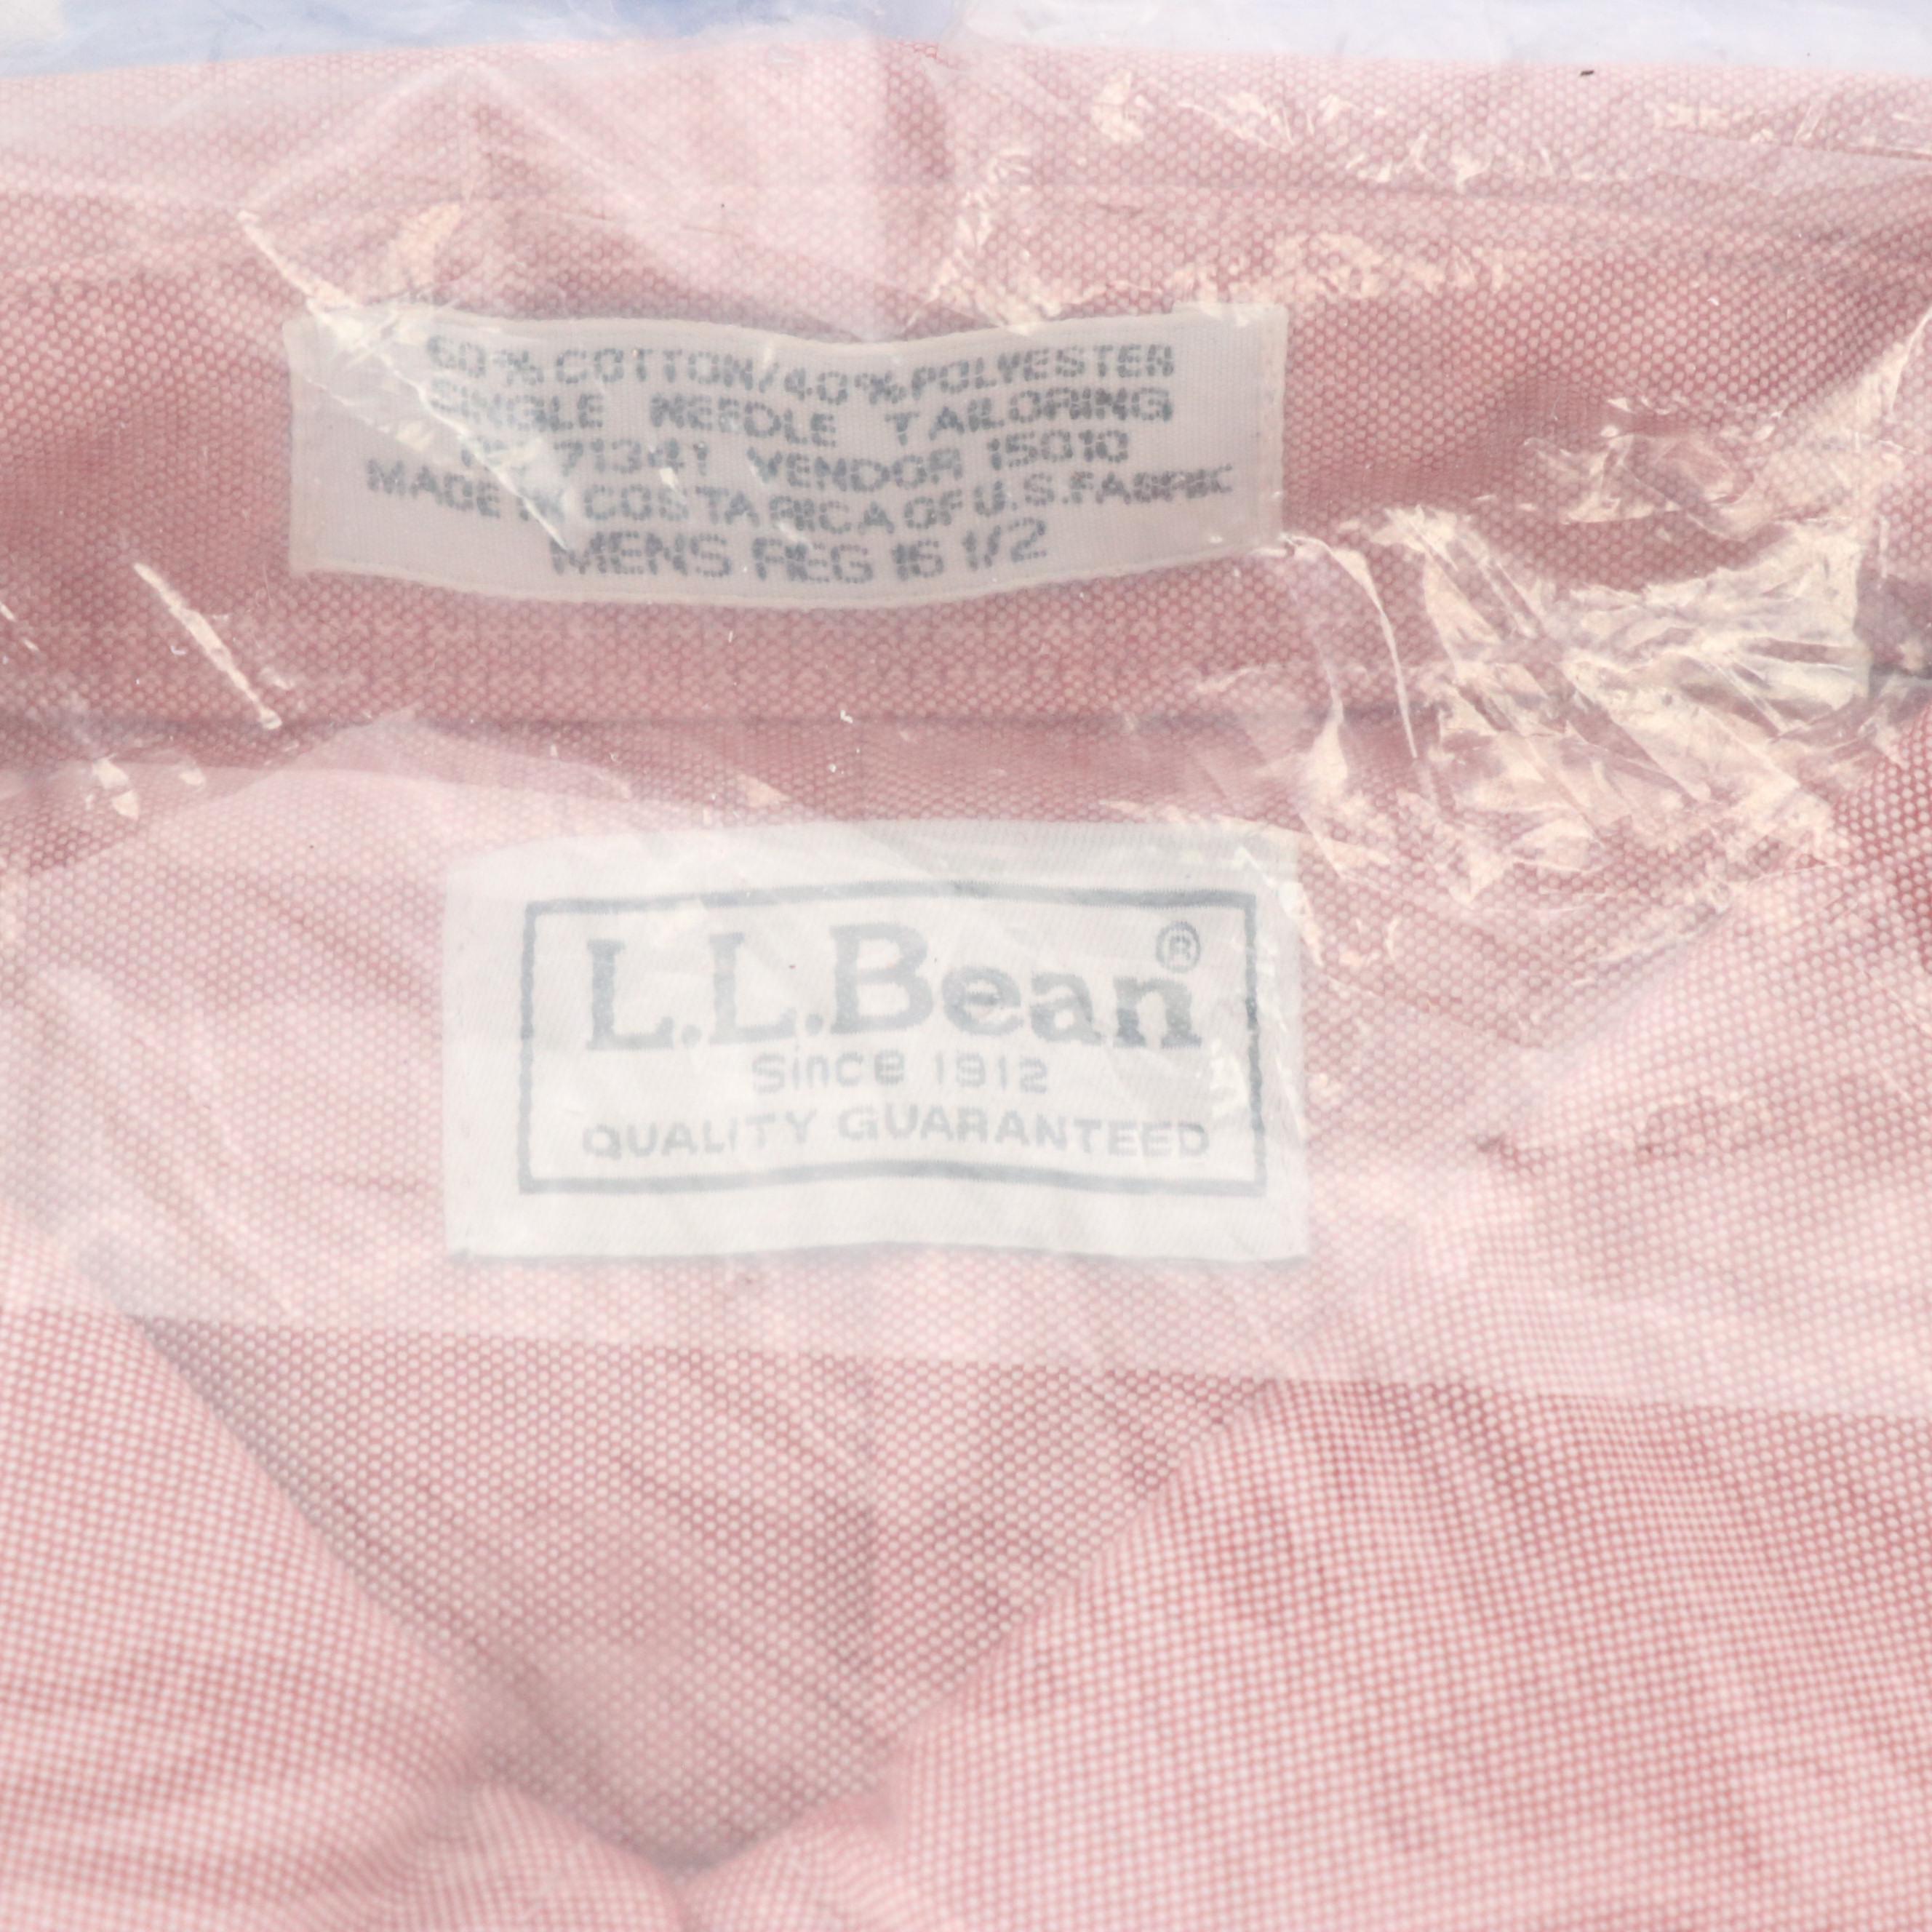 60% COTTON/40% POLYESTER
SINGLE NEEDLE TAILORING
71341 VENDOR 15010
MADE IN COSTA RICA OF U.S. FABRIC
MENS REG 16 1/2
L.L.Bean®
Since 1912
QUALITY GUARANTEED